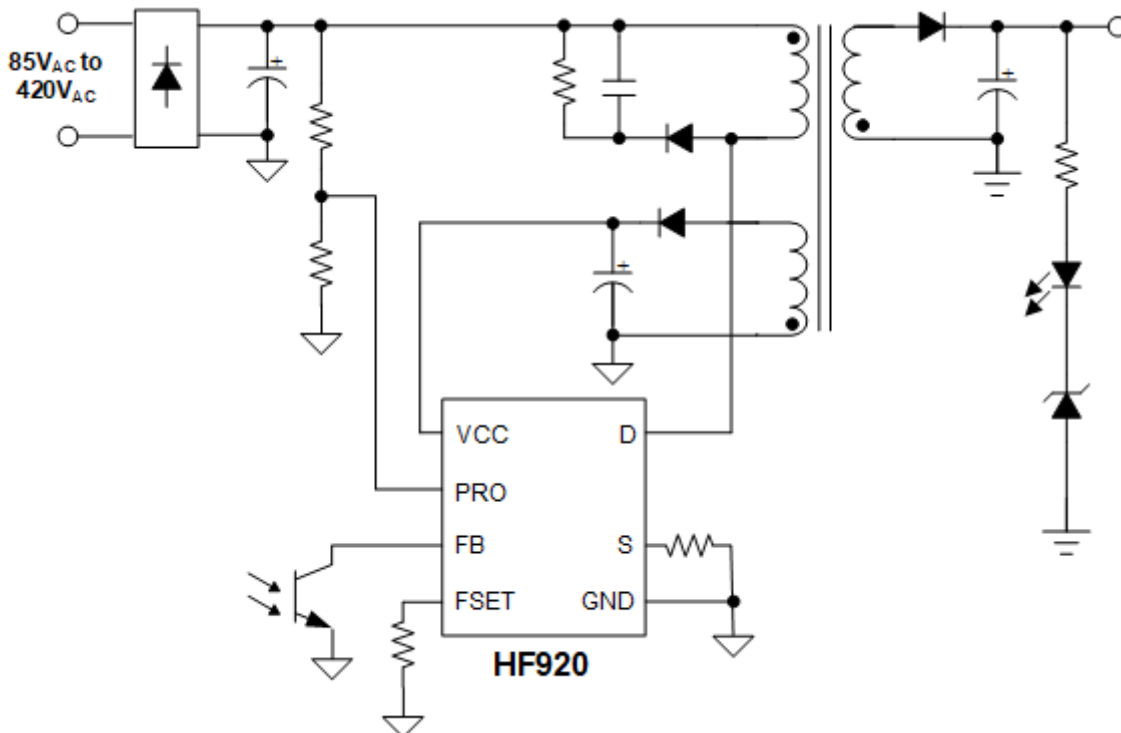 85VAC to
420VAC
+
+
+
VCC
D
PRO
FB
S
FSET
GND
HF920